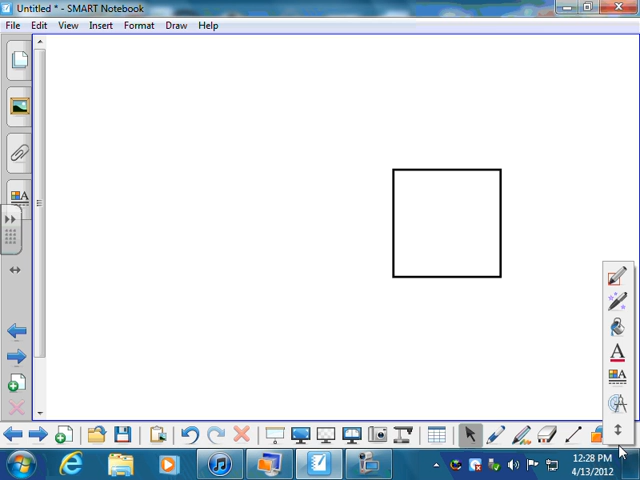 Untitled * - SMART Notebook
File Edit View Insert Format Draw Help
A
A
A
12:28 PM
4/13/2012